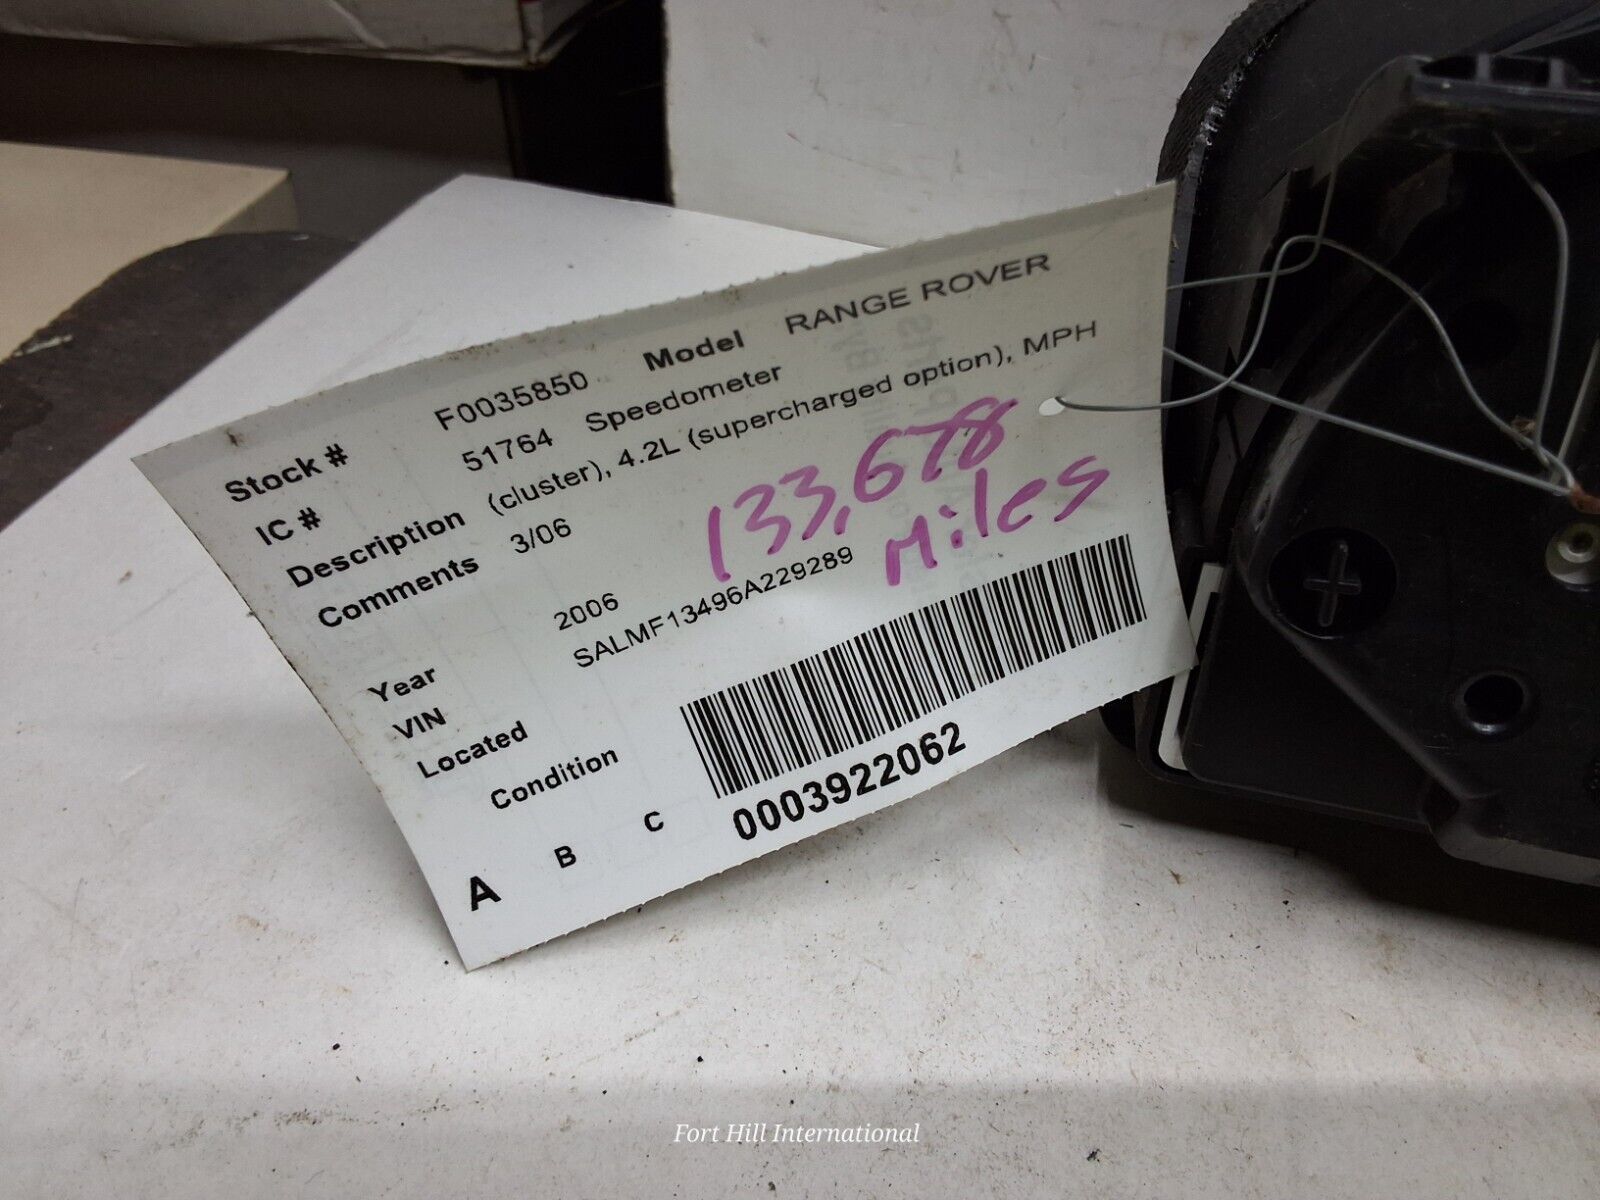 Stock # F0035850 Model RANGE ROVER
IC # 51764 Speedometer
Description (cluster), 4.2L (supercharged option), MPH
Comments 3/06
133,678
Miles
Year 2006
VIN SALMF13496A229289
Located
Condition
A B C
0003922062
Fort Hill International